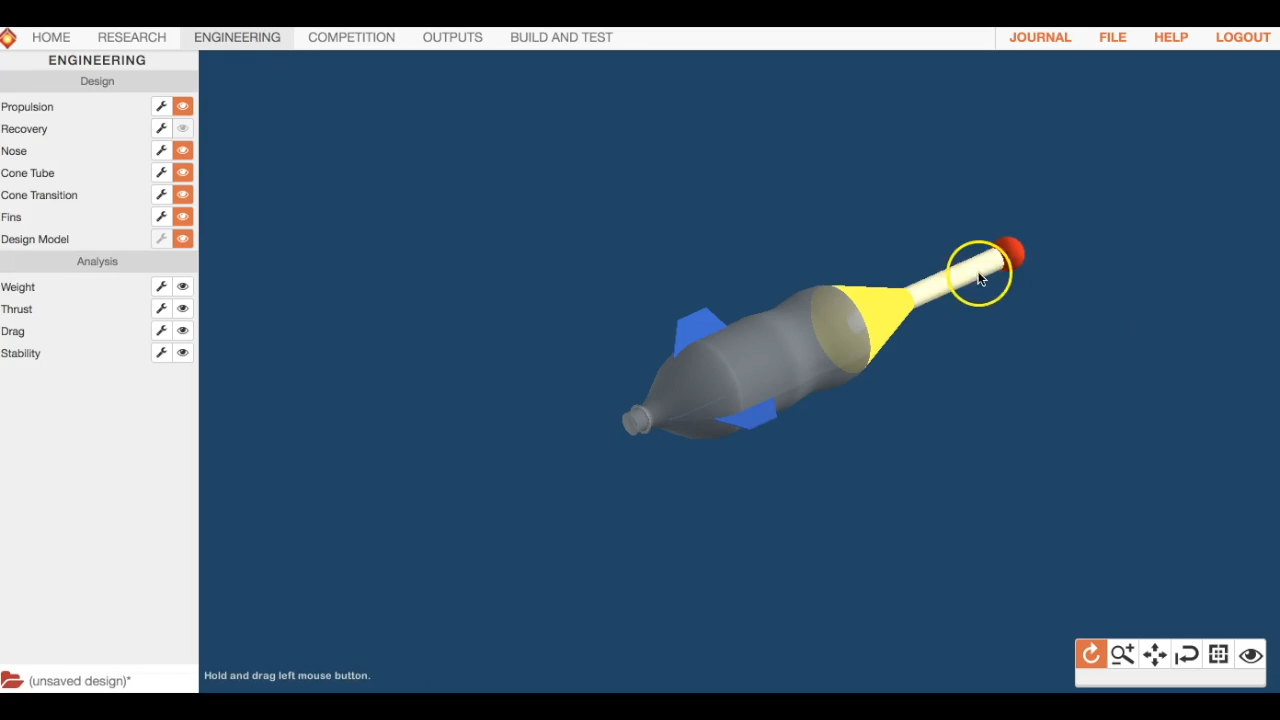 HOME RESEARCH ENGINEERING COMPETITION OUTPUTS BUILD AND TEST JOURNAL FILE HELP LOGOUT
ENGINEERING
Design
Propulsion
Recovery
Nose
Cone Tube
Cone Transition
Fins
Design Model
Analysis
Weight
Thrust
Drag
Stability
(unsaved design)*
Hold and drag left mouse button.